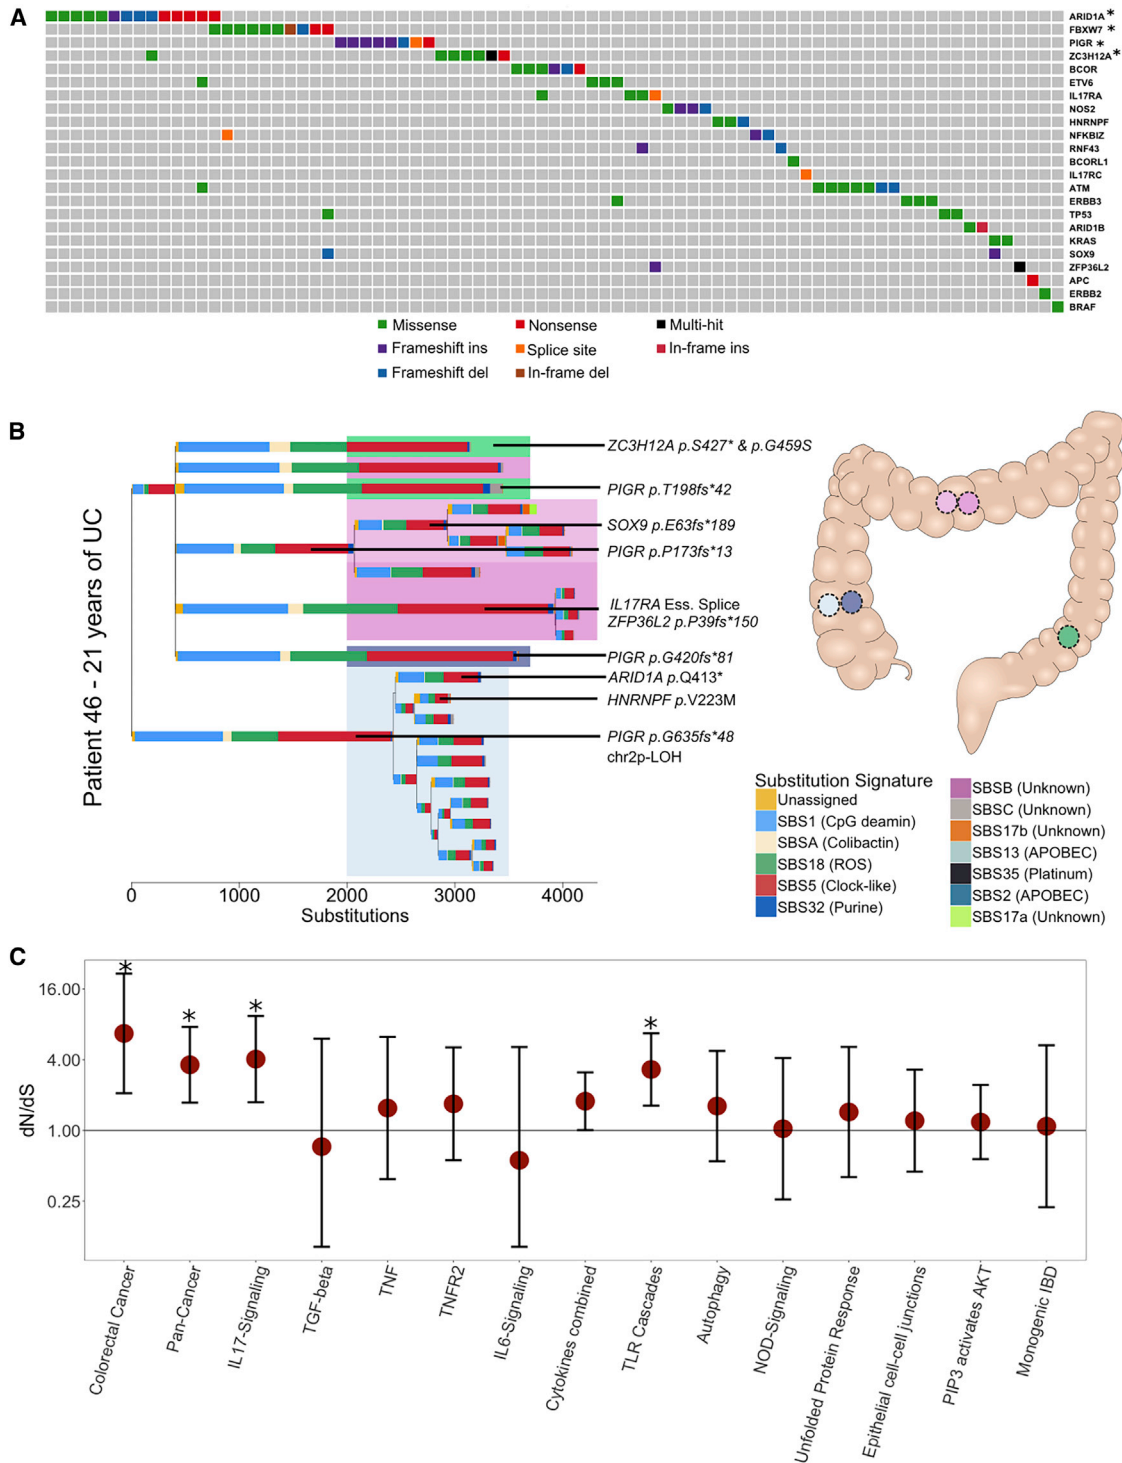 A
ARID1A *
FBXW7 *
PIGR *
ZC3H12A *
BCOR
ETV6
IL17RA
NOS2
HNRNPF
NFKBIZ
RNF43
BCORL1
IL17RC
ATM
ERBB3
TP53
ARID1B
KRAS
SOX9
ZFP36L2
APC
ERBB2
BRAF
Missense
Nonsense
Multi-hit
Frameshift ins
Splice site
In-frame ins
Frameshift del
In-frame del
B
Patient 46 - 21 years of UC
ZC3H12A p.S427* & p.G459S
PIGR p.T198fs*42
SOX9 p.E63fs*189
PIGR p.P173fs*13
IL17RA Ess. Splice
ZFP36L2 p.P39fs*150
PIGR p.G420fs*81
ARID1A p.Q413*
HNRNPF p.V223M
PIGR p.G635fs*48
chr2p-LOH
0 1000 2000 3000 4000
Substitutions
Substitution Signature
Unassigned
SBS1 (CpG deamin)
SBSA (Colibactin)
SBS18 (ROS)
SBS5 (Clock-like)
SBS32 (Purine)
SBSB (Unknown)
SBSC (Unknown)
SBS17b (Unknown)
SBS13 (APOBEC)
SBS35 (Platinum)
SBS2 (APOBEC)
SBS17a (Unknown)
C
dN/dS
16.00
4.00
1.00
0.25
* * * *
Colorectal Cancer
Pan-Cancer
IL17-Signaling
TGF-beta
TNF
TNFR2
IL6-Signaling
Cytokines combined
TLR Cascades
Autophagy
NOD-Signaling
Unfolded Protein Response
Epithelial cell-cell junctions
PIP3 activates AKT
Monogenic IBD